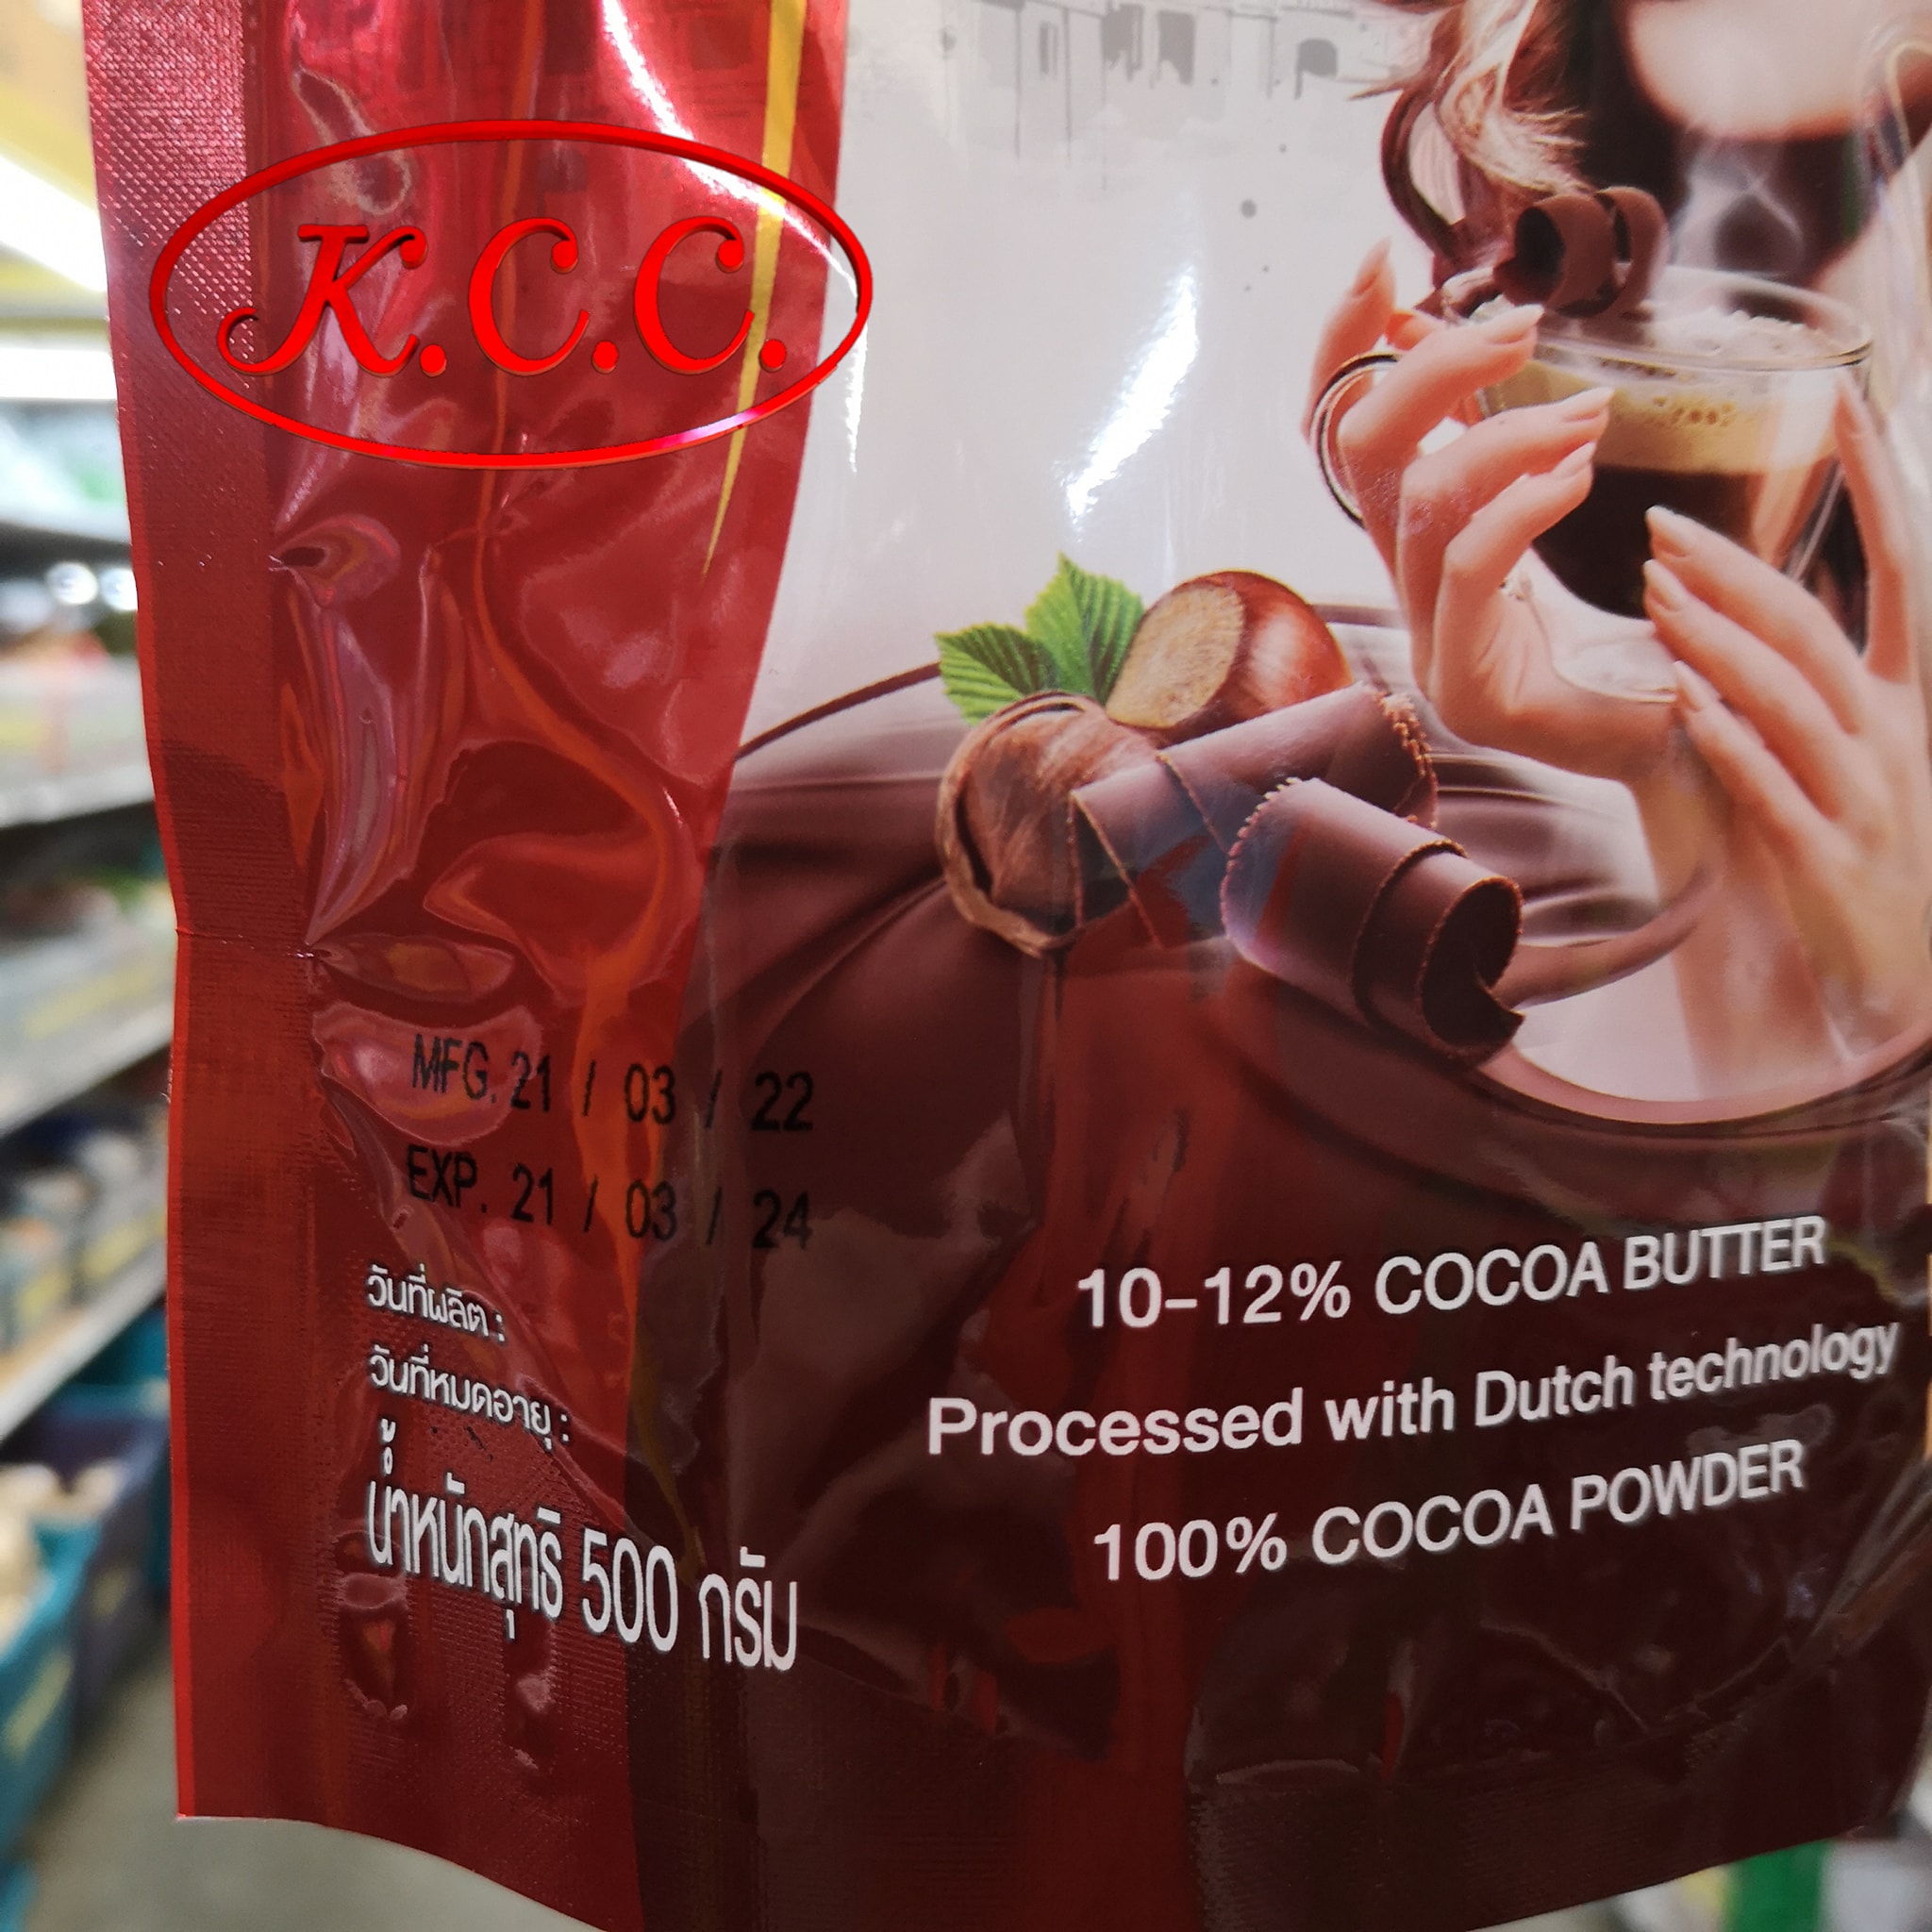 K.C.C.
MFG. 21 / 03 / 22
EXP. 21 / 03 / 24
วันที่ผลิต :
วันที่หมดอายุ :
น้ำหนักสุทธิ 500 กรัม
10-12% COCOA BUTTER
Processed with Dutch technology
100% COCOA POWDER